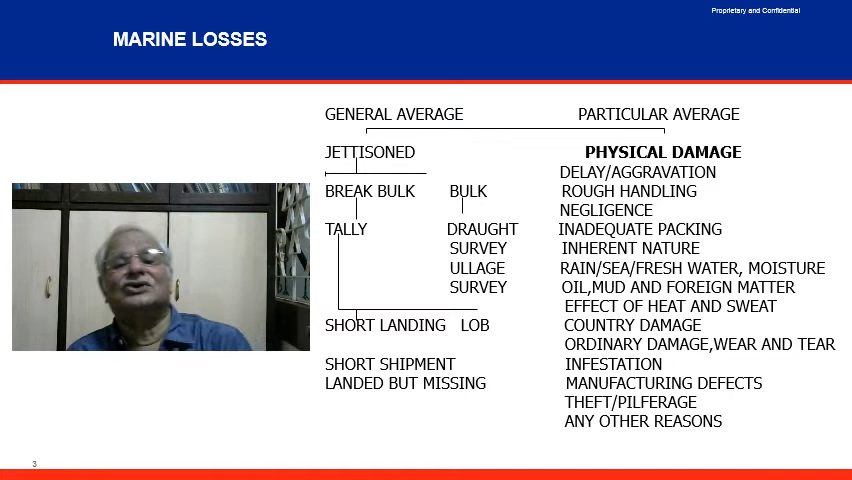 Proprietary and Confidential
MARINE LOSSES
GENERAL AVERAGE PARTICULAR AVERAGE
JETTISONED PHYSICAL DAMAGE
DELAY/AGGRAVATION
BREAK BULK BULK ROUGH HANDLING
NEGLIGENCE
TALLY DRAUGHT INADEQUATE PACKING
SURVEY INHERENT NATURE
ULLAGE RAIN/SEA/FRESH WATER, MOISTURE
SURVEY OIL,MUD AND FOREIGN MATTER
EFFECT OF HEAT AND SWEAT
SHORT LANDING LOB COUNTRY DAMAGE
ORDINARY DAMAGE,WEAR AND TEAR
SHORT SHIPMENT INFESTATION
LANDED BUT MISSING MANUFACTURING DEFECTS
THEFT/PILFERAGE
ANY OTHER REASONS
3